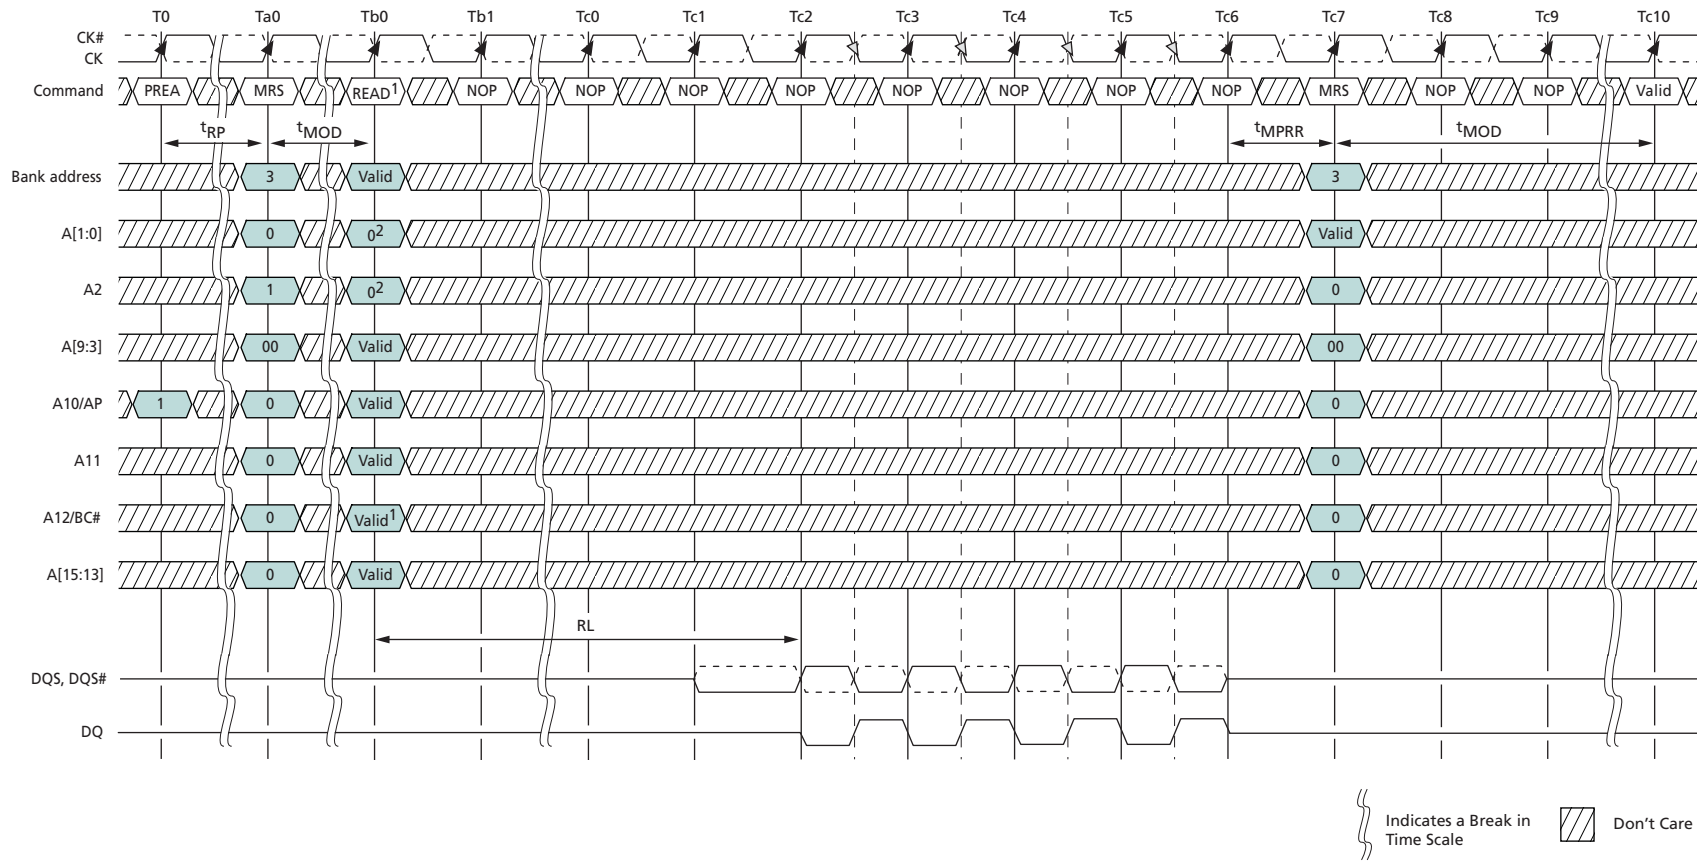 T0 Ta0 Tb0 Tb1 Tc0 Tc1 Tc2 Tc3 Tc4 Tc5 Tc6 Tc7 Tc8 Tc9 Tc10
CK#
CK
Command PREA MRS READ1 NOP NOP NOP NOP NOP NOP NOP NOP MRS NOP NOP Valid
tRP tMOD tMPRR tMOD
Bank address 3 Valid 3
A[1:0] 0 02 Valid
A2 1 02 0
A[9:3] 00 Valid 00
A10/AP 1 0 Valid 0
A11 0 Valid 0
A12/BC# 0 Valid1 0
A[15:13] 0 Valid 0
RL
DQS, DQS#
DQ
Indicates a Break in
Time Scale
Don't Care